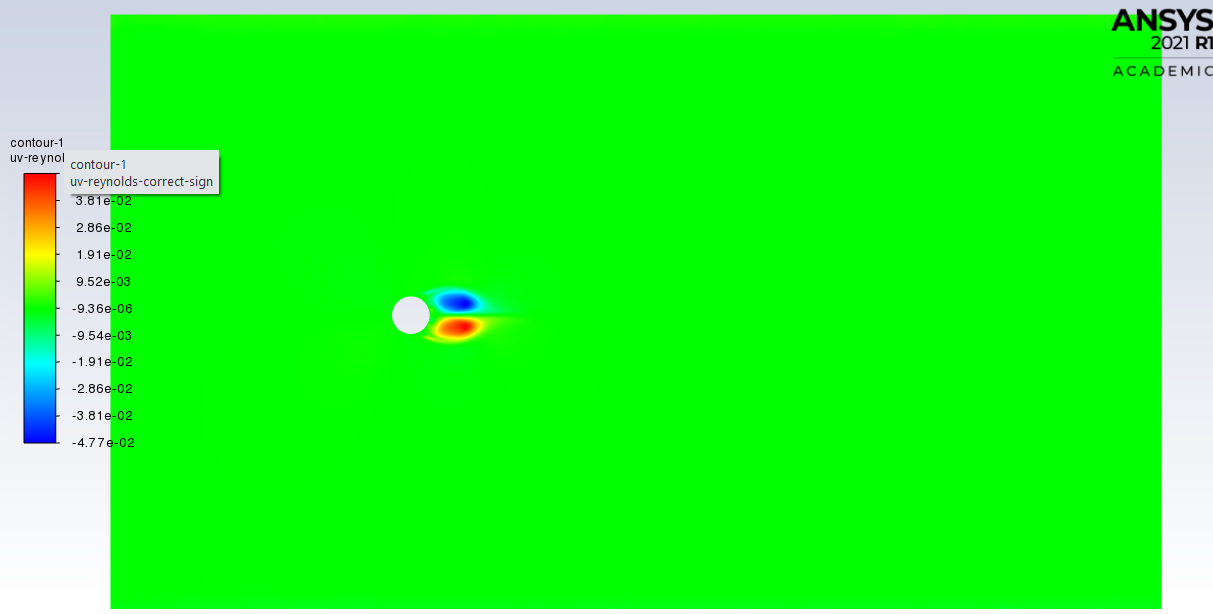 ANSYS
2021 R1
ACADEMIC
contour-1
uv-reynol
contour-1
uv-reynolds-correct-sign
3.81e-02
2.86e-02
1.91e-02
9.52e-03
-9.36e-06
-9.54e-03
-1.91e-02
-2.86e-02
-3.81e-02
-4.77e-02